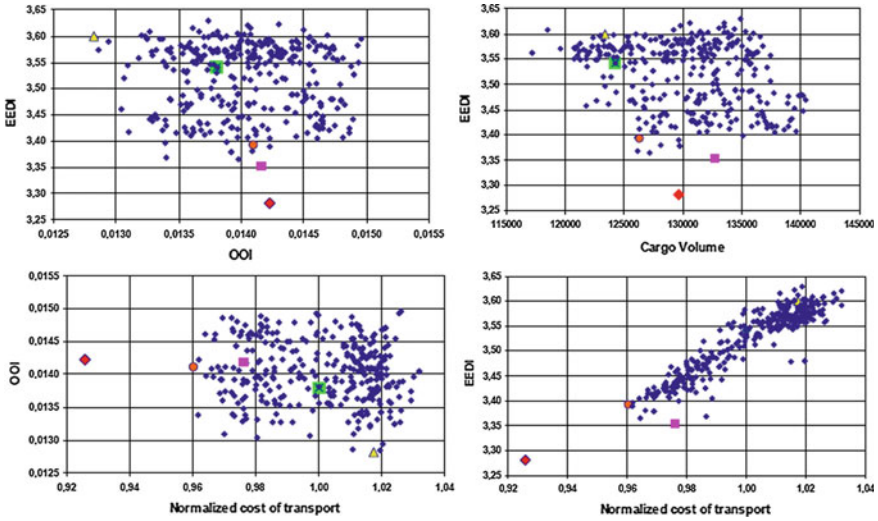 3,65
3,60
3,55
3,50
3,45
3,40
3,35
3,30
3,25
EEDI
0,0125 0,0130 0,0135 0,0140 0,0145 0,0150 0,0155
OOI
3,65
3,60
3,55
3,50
3,45
3,40
3,35
3,30
3,25
EEDI
115000 120000 125000 130000 135000 140000 145000
Cargo Volume
0,0155
0,0150
0,0145
0,0140
0,0135
0,0130
0,0125
OOI
0,92 0,94 0,96 0,98 1,00 1,02 1,04
Normalized cost of transport
3,65
3,60
3,55
3,50
3,45
3,40
3,35
3,30
3,25
EEDI
0,92 0,94 0,96 0,98 1,00 1,02 1,04
Normalized cost of transport